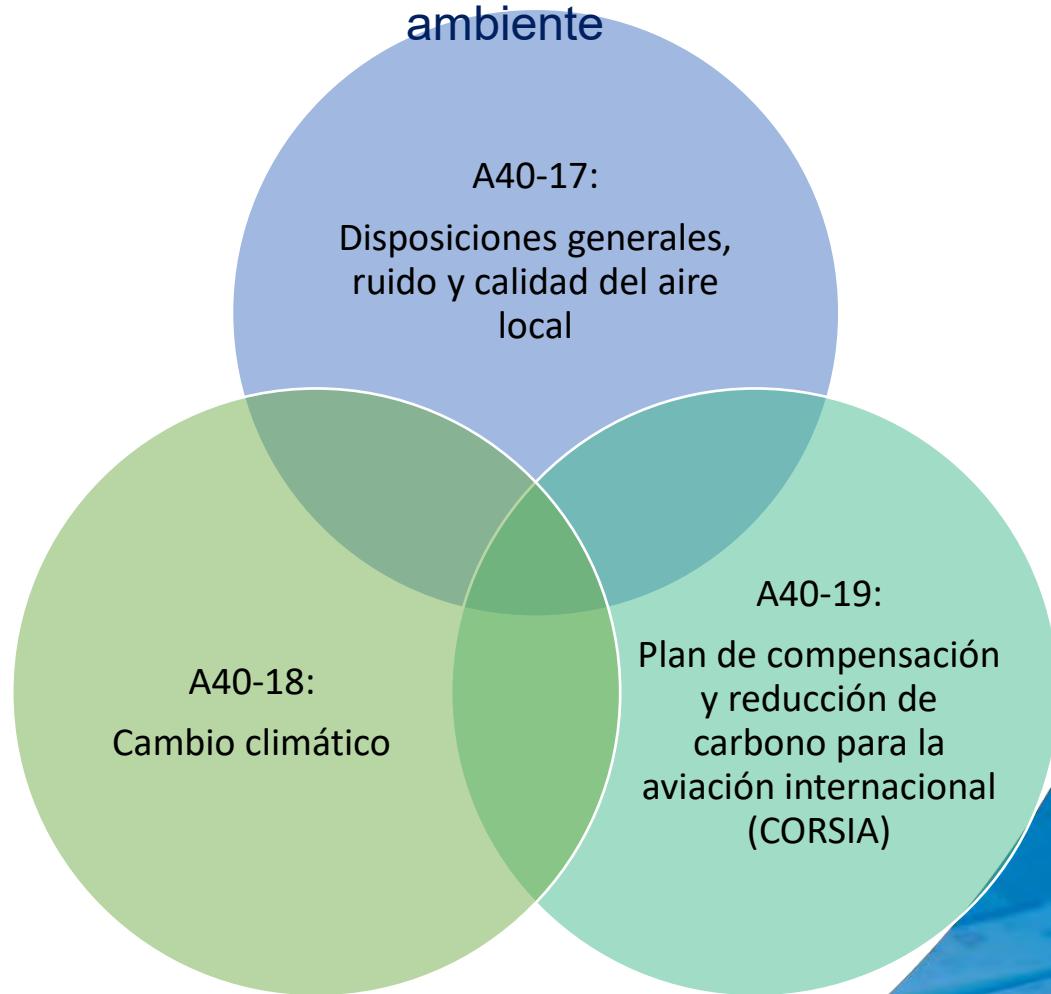 ambiente
A40-17:
Disposiciones generales,
ruido y calidad del aire
local
A40-18:
Cambio climático
A40-19:
Plan de compensación
y reducción de
carbono para la
aviación internacional
(CORSIA)